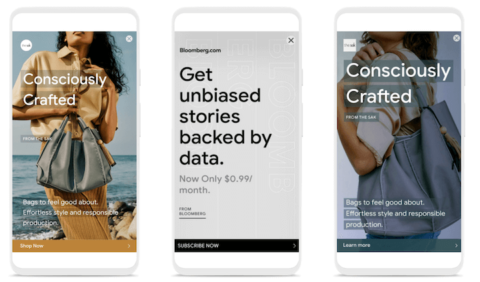 Consciously
Crafted
FROM THE SAK
Bags to feel good about.
Effortless style and responsible
production.
Shop Now
Bloomberg.com
Get
unbiased
stories
backed by
data.
Now Only $0.99/
month.
FROM
BLOOMBERG
SUBSCRIBE NOW
Consciously
Crafted
FROM THE SAK
Bags to feel good about.
Effortless style and responsible
production.
Learn more